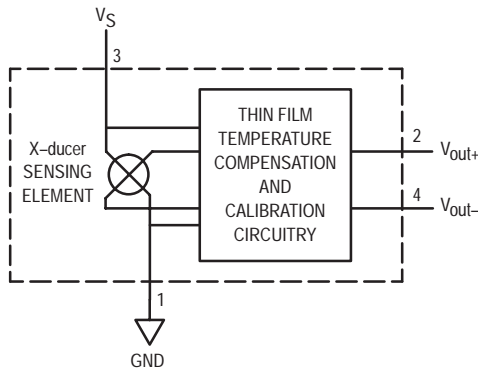 VS
3
X–ducer
SENSING
ELEMENT
THIN FILM
TEMPERATURE
COMPENSATION
AND
CALIBRATION
CIRCUITRY
2
Vout+
4
Vout–
1
GND